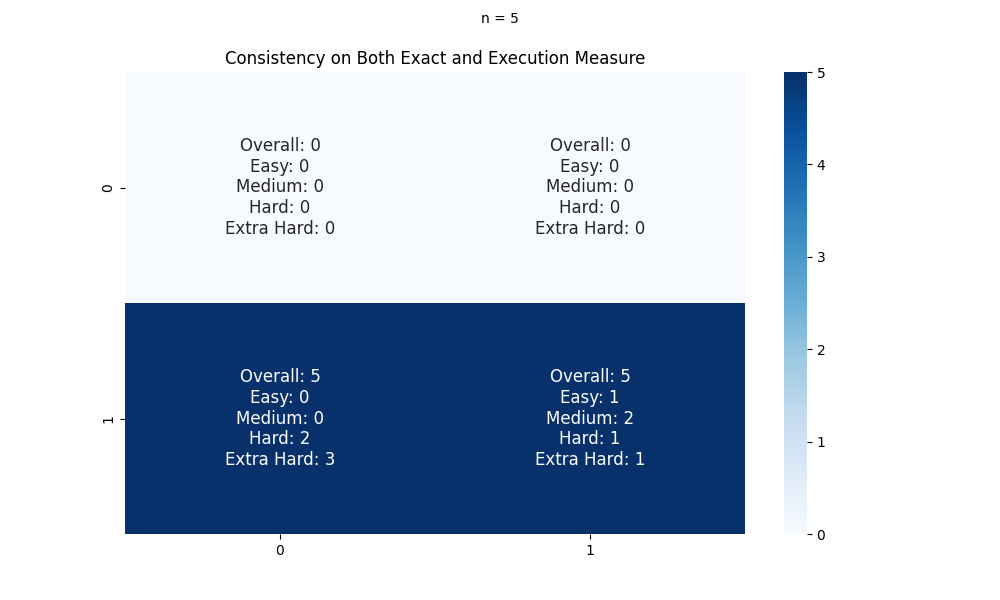 n = 5
Consistency on Both Exact and Execution Measure
0
Overall: 0
Easy: 0
Medium: 0
Hard: 0
Extra Hard: 0
Overall: 0
Easy: 0
Medium: 0
Hard: 0
Extra Hard: 0
1
Overall: 5
Easy: 0
Medium: 0
Hard: 2
Extra Hard: 3
Overall: 5
Easy: 1
Medium: 2
Hard: 1
Extra Hard: 1
0
1
5
4
3
2
1
0